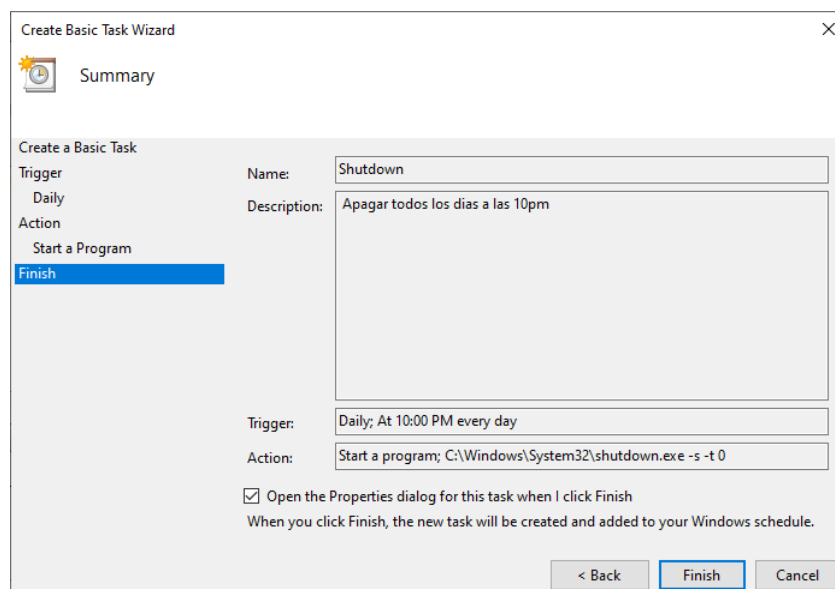 Create Basic Task Wizard
Summary
Create a Basic Task
Trigger
Daily
Action
Start a Program
Finish
Name:
Shutdown
Description:
Apagar todos los dias a las 10pm
Trigger:
Daily; At 10:00 PM every day
Action:
Start a program; C:\Windows\System32\shutdown.exe -s -t 0
Open the Properties dialog for this task when I click Finish
When you click Finish, the new task will be created and added to your Windows schedule.
< Back
Finish
Cancel